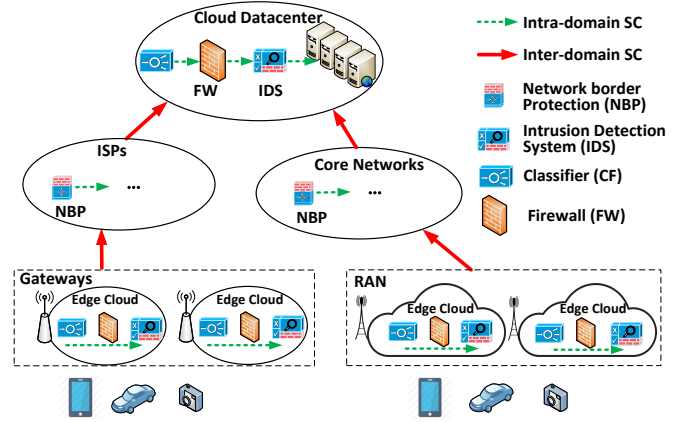 Cloud Datacenter
FW
IDS
Intra-domain SC
Inter-domain SC
Network border
Protection (NBP)
Intrusion Detection
System (IDS)
Classifier (CF)
Firewall (FW)
ISPs
NBP
...
Core Networks
NBP
...
Gateways
Edge Cloud
Edge Cloud
RAN
Edge Cloud
Edge Cloud